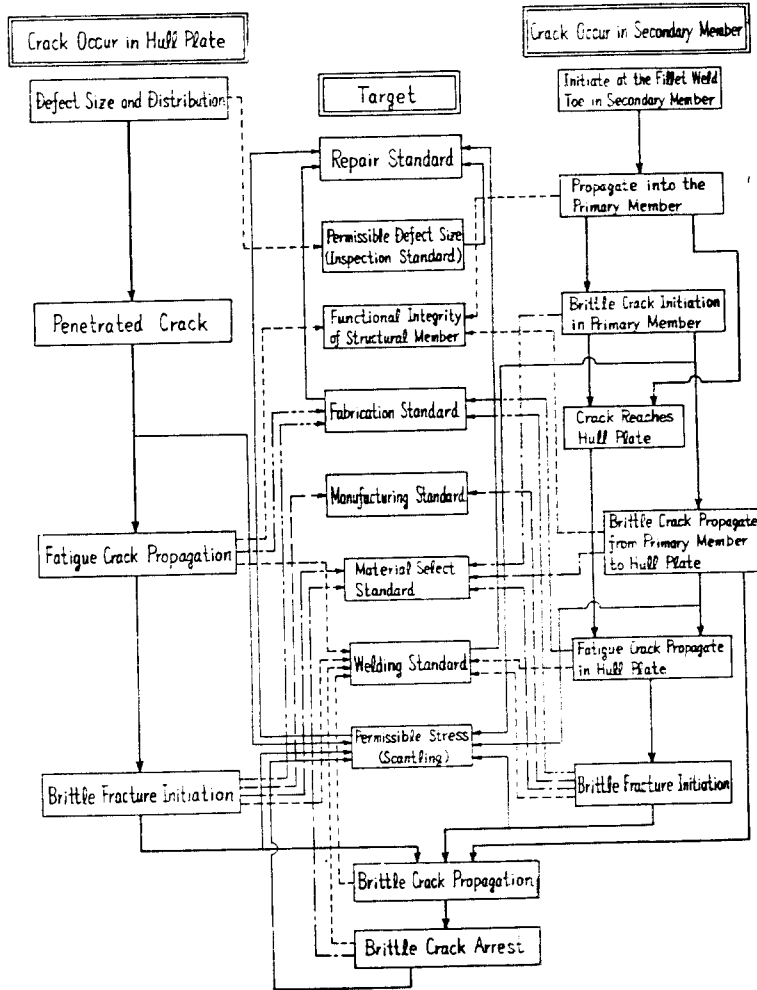 Crack Occur in Hull Plate
Defect Size and Distribution
Penetrated Crack
Fatigue Crack Propagation
Brittle Fracture Initiation
Target
Repair Standard
Permissible Defect Size
(Inspection Standard)
Functional Integrity
of Structural Member
Fabrication Standard
Manufacturing Standard
Material Select
Standard
Welding Standard
Permissible Stress
(Scantling)
Brittle Crack Propagation
Brittle Crack Arrest
Crack Occur in Secondary Member
Initiate at the Fillet Weld
Toe in Secondary Member
Propagate into the
Primary Member
Brittle Crack Initiation
in Primary Member
Crack Reaches
Hull Plate
Brittle Crack Propagate
from Primary Member
to Hull Plate
Fatigue Crack Propagate
in Hull Plate
Brittle Fracture Initiation